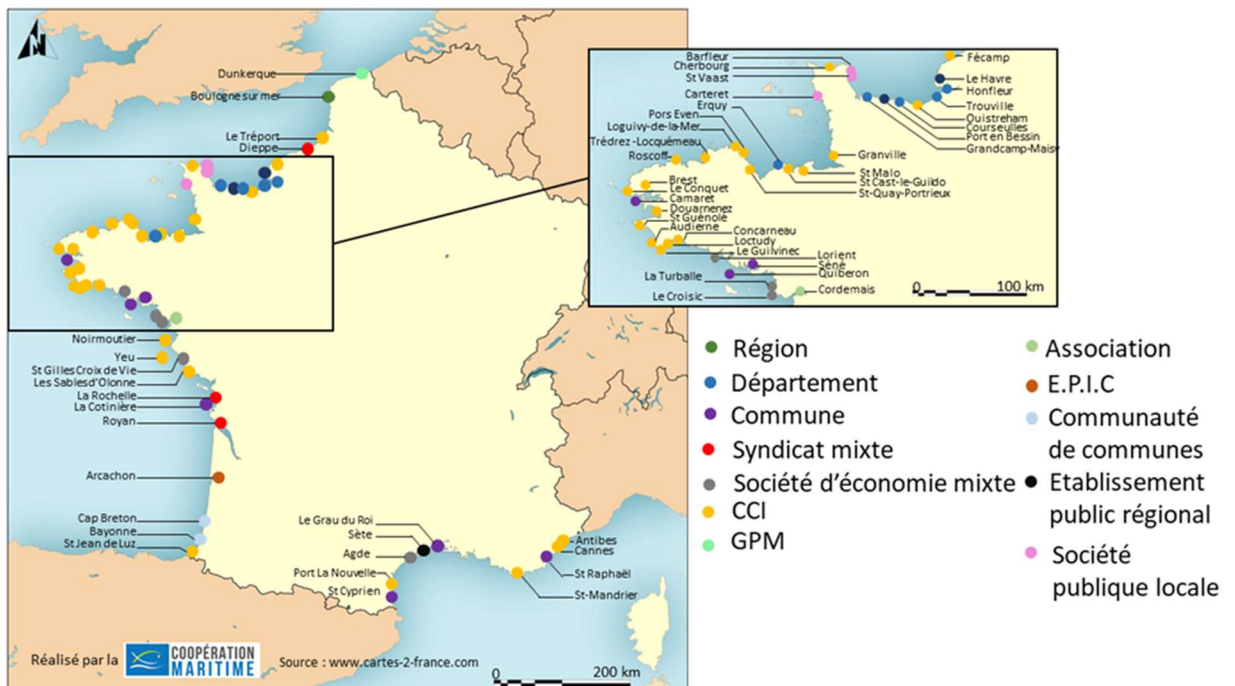 N
Dunkerque
Boulogne sur mer
Le Tréport
Dieppe
Noirmoutier
Yeu
St Gilles Croix de Vie
Les Sables d'Olonne
La Rochelle
La Cotinière
Royan
Arcachon
Cap Breton
Bayonne
St Jean de Luz
Le Grau du Roi
Sète
Agde
Port La Nouvelle
St Cyprien
Antibes
Cannes
St Raphaël
St-Mandrier
Réalisé par la
COOPÉRATION
MARITIME
Source : www.cartes-2-france.com
0 200 km
Barfleur
Cherbourg
St Vaast
Carteret
Erquy
Pors Even
Loguivy-de-la-Mer
Trédrez-Locquémeau
Roscoff
Brest
Le Conquet
Camaret
Douarnenez
St Guénolé
Audierne
Concarneau
Loctudy
Le Guilvinec
Lorient
Séné
Quiberon
La Turballe
Le Croisic
Cordemais
Fécamp
Le Havre
Honfleur
Trouville
Ouistreham
Courseulles
Port en Bessin
Grandcamp-Maisy
Granville
St Malo
St Cast-le-Guildo
St-Quay-Portrieux
0 100 km
Région
Département
Commune
Syndicat mixte
Société d'économie mixte
CCI
GPM
Association
E.P.I.C
Communauté
de communes
Etablissement
public régional
Société
publique locale